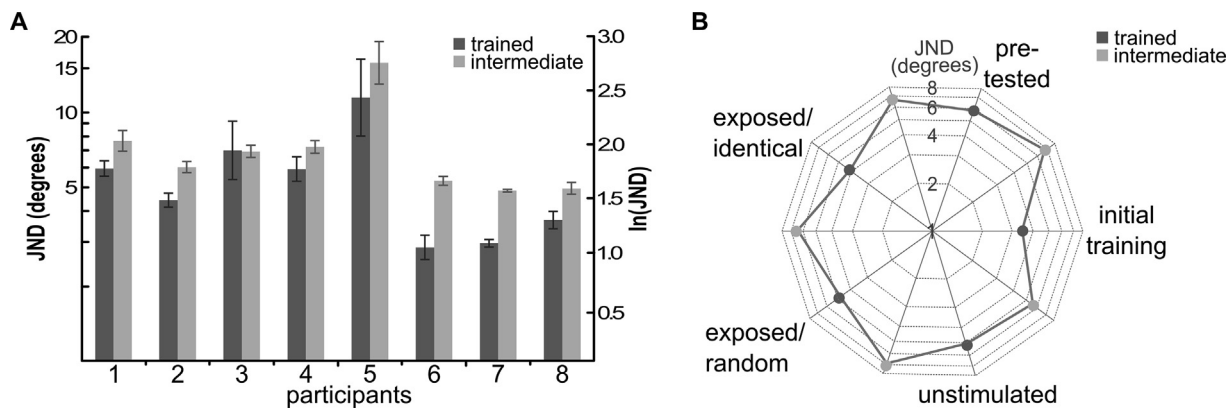 A
JND (degrees)
20
15
10
5
trained
intermediate
3.0
2.5
2.0
1.5
1.0
0.5
ln(JND)
1 2 3 4 5 6 7 8
participants
B
JND
(degrees)
8
6
4
2
1
pre-
tested
trained
intermediate
exposed/
identical
initial
training
exposed/
random
unstimulated